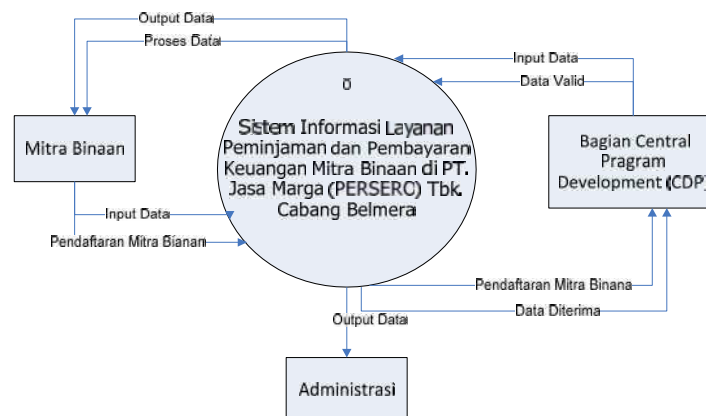 Output Data
Proses Data
Input Data
Data Valid
0
Sistem Informasi Layanan
Peminjaman dan Pembayaran
Keuangan Mitra Binaan di PT.
Jasa Marga (PERSERO) Tbk.
Cabang Belmera
Mitra Binaan
Bagian Central
Pragram
Development (CDP)
Input Data
Pendaftaran Mitra Bianan
Pendaftaran Mitra Binana
Data Diterima
Output Data
Administrasi